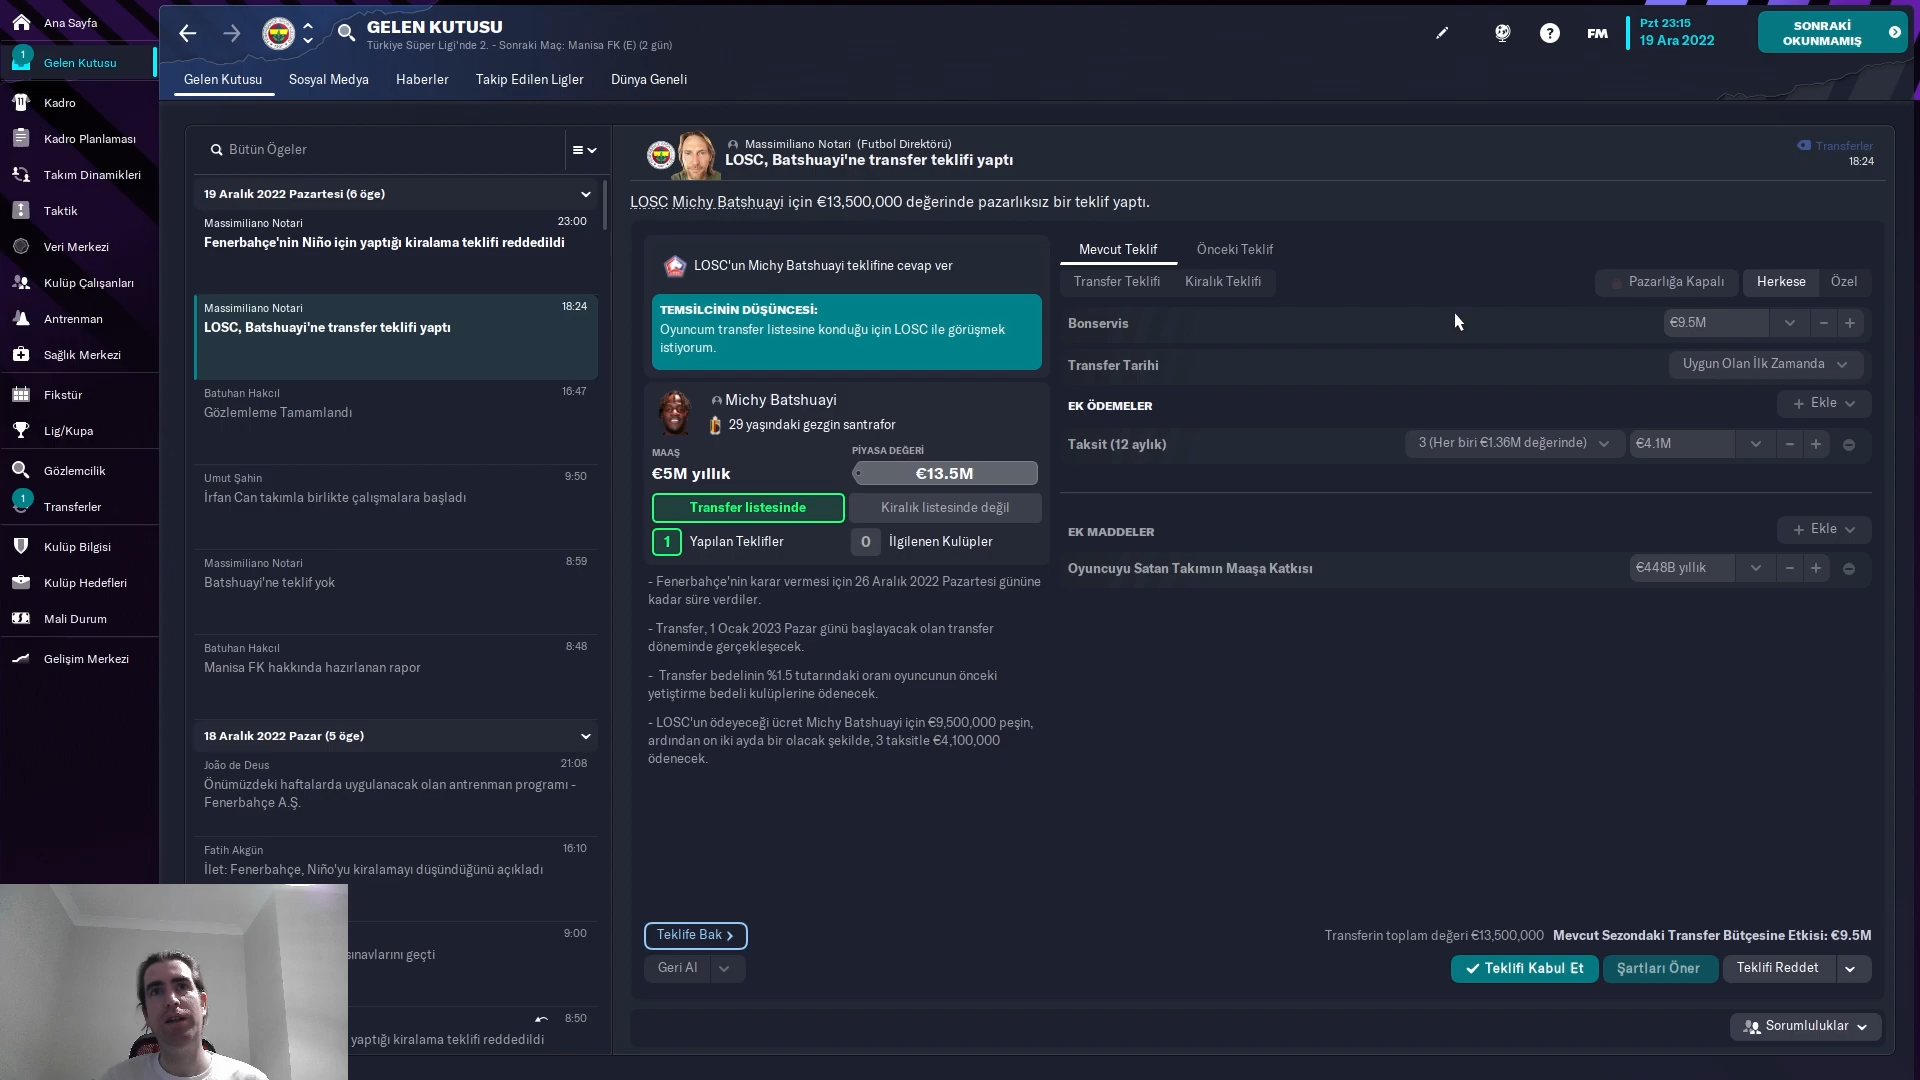 Ana Sayfa
1
Gelen Kutusu
Kadro
Kadro Planlaması
Takım Dinamikleri
Taktik
Veri Merkezi
Kulüp Çalışanları
Antrenman
Sağlık Merkezi
Fikstür
Lig/Kupa
Gözlemcilik
1
Transferler
Kulüp Bilgisi
Kulüp Hedefleri
Mali Durum
Gelişim Merkezi
GELEN KUTUSU
Türkiye Süper Ligi'nde 2. - Sonraki Maç: Manisa FK (E) (2 gün)
FM
Pzt 23:15
19 Ara 2022
SONRAKİ
OKUNMAMIŞ
Gelen Kutusu
Sosyal Medya
Haberler
Takip Edilen Ligler
Dünya Geneli
Bütün Ögeler
19 Aralık 2022 Pazartesi (6 öge)
Massimiliano Notari 23:00
Fenerbahçe'nin Niño için yaptığı kiralama teklifi reddedildi
Massimiliano Notari 18:24
LOSC, Batshuayi'ne transfer teklifi yaptı
Batuhan Hakcıl 16:47
Gözlemleme Tamamlandı
Umut Şahin 9:50
İrfan Can takımla birlikte çalışmalara başladı
Massimiliano Notari 8:59
Batshuayi'ne teklif yok
Batuhan Hakcıl 8:48
Manisa FK hakkında hazırlanan rapor
18 Aralık 2022 Pazar (5 öge)
João de Deus 21:08
Önümüzdeki haftalarda uygulanacak olan antrenman programı -
Fenerbahçe A.Ş.
Fatih Akgün 16:10
İlet: Fenerbahçe, Niño'yu kiralamayı düşündüğünü açıkladı
9:00
sınavlarını geçti
8:50
yaptığı kiralama teklifi reddedildi
Massimiliano Notari (Futbol Direktörü)
LOSC, Batshuayi'ne transfer teklifi yaptı
Transferler
18:24
LOSC Michy Batshuayi için €13,500,000 değerinde pazarlıksız bir teklif yaptı.
LOSC'un Michy Batshuayi teklifine cevap ver
TEMSİLCİNİN DÜŞÜNCESİ:
Oyuncum transfer listesine konduğu için LOSC ile görüşmek
istiyorum.
Michy Batshuayi
29 yaşındaki gezgin santrafor
MAAŞ
€5M yıllık
PİYASA DEĞERİ
€13.5M
Transfer listesinde
Kiralık listesinde değil
1 Yapılan Teklifler
0 İlgilenen Kulüpler
- Fenerbahçe'nin karar vermesi için 26 Aralık 2022 Pazartesi gününe
kadar süre verdiler.
- Transfer, 1 Ocak 2023 Pazar günü başlayacak olan transfer
döneminde gerçekleşecek.
- Transfer bedelinin %1.5 tutarındaki oranı oyuncunun önceki
yetiştirme bedeli kulüplerine ödenecek.
- LOSC'un ödeyeceği ücret Michy Batshuayi için €9,500,000 peşin,
ardından on iki ayda bir olacak şekilde, 3 taksitle €4,100,000
ödenecek.
Mevcut Teklif
Önceki Teklif
Transfer Teklifi
Kiralık Teklifi
Pazarlığa Kapalı
Herkese
Özel
Bonservis €9.5M
Transfer Tarihi Uygun Olan İlk Zamanda
EK ÖDEMELER + Ekle
Taksit (12 aylık) 3 (Her biri €1.36M değerinde) €4.1M
EK MADDELER + Ekle
Oyuncuyu Satan Takımın Maaşa Katkısı €448B yıllık
Teklife Bak
Geri Al
Transferin toplam değeri €13,500,000 Mevcut Sezondaki Transfer Bütçesine Etkisi: €9.5M
Teklifi Kabul Et
Şartları Öner
Teklifi Reddet
Sorumluluklar